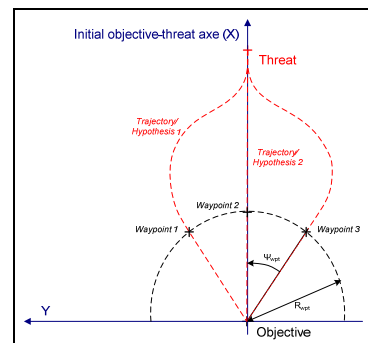 Initial objective-threat axe (X)
Threat
Trajectory/
Hypothesis 1
Trajectory/
Hypothesis 2
Waypoint 2
Waypoint 1
Waypoint 3
Ψwpt
Rwpt
Y
Objective